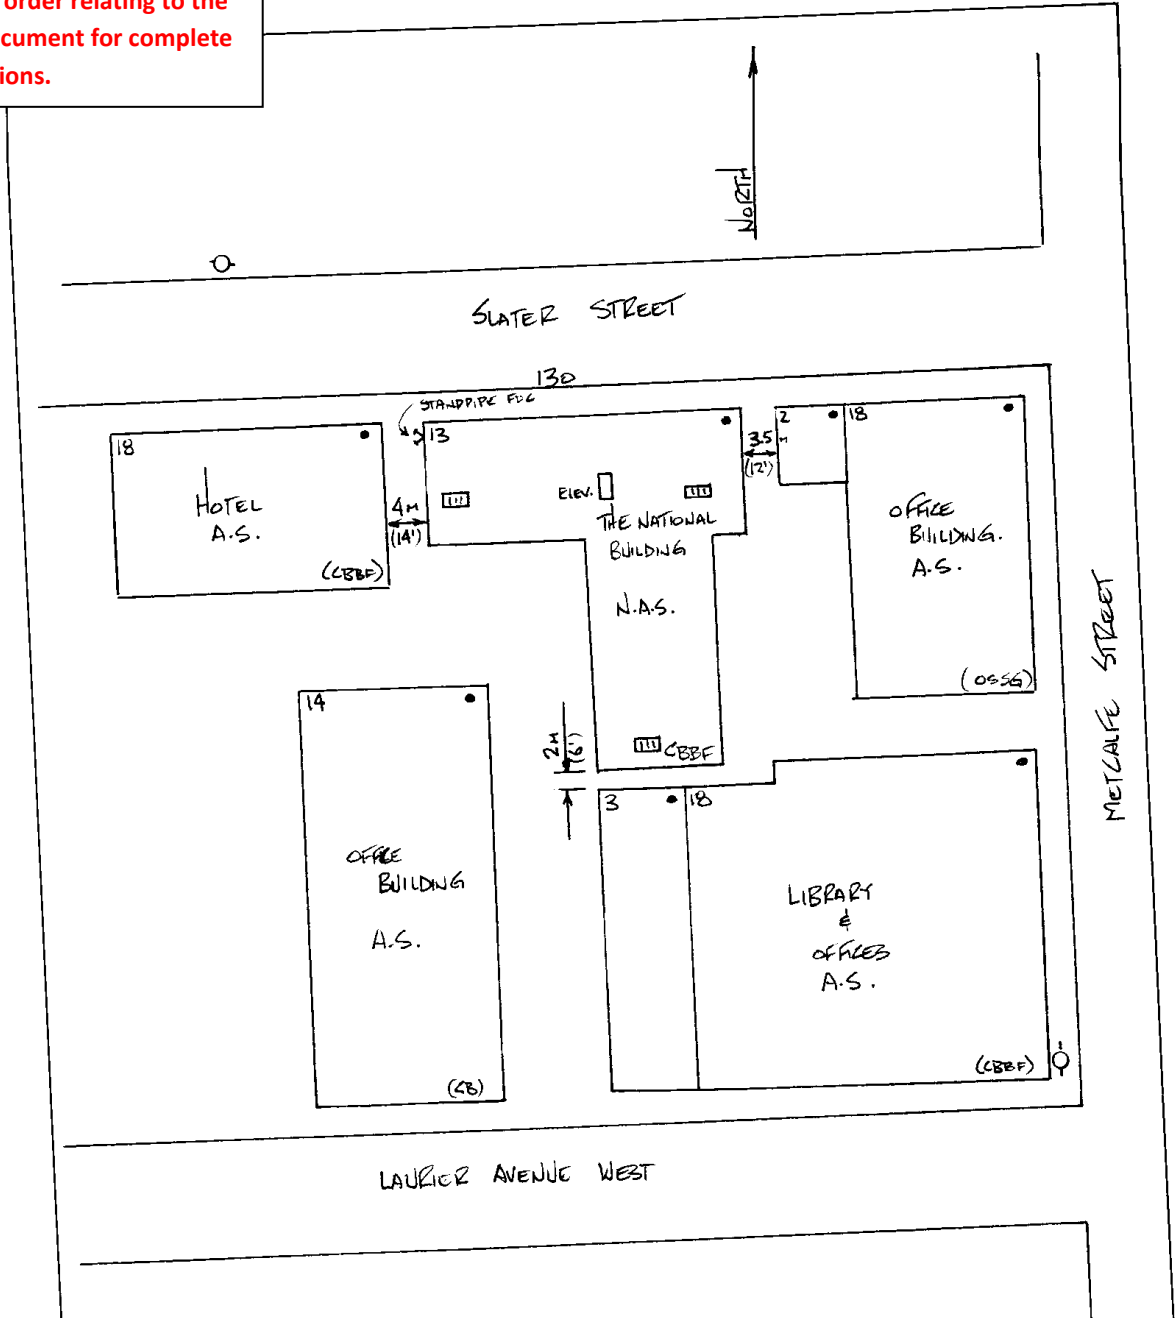 order relating to the
cument for complete
ions.
NORTH
SLATER STREET
130
STANDPIPE
18
HOTEL
A.S.
(CBBF)
4M
(14')
13
ELEV.
THE NATIONAL
BUILDING
N.A.S.
CBBF
3.5
M
(12')
2
18
OFFICE
BUILDING.
A.S.
(OSSG)
METCALFE STREET
14
OFFICE
BUILDING
A.S.
(CB)
2M
(6')
3
18
LIBRARY
&
OFFICES
A.S.
(CBBF)
LAURIER AVENUE WEST